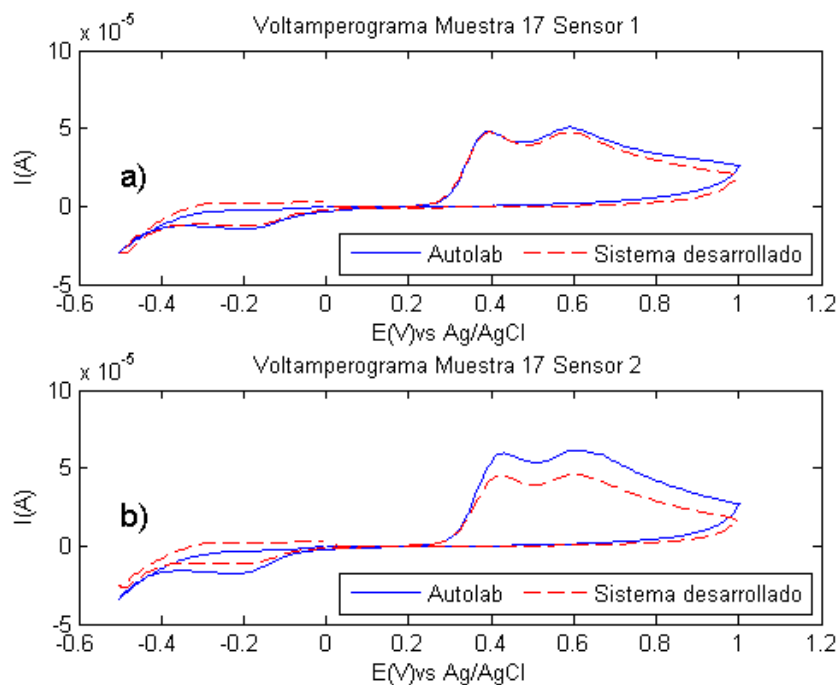 Voltamperograma Muestra 17 Sensor 1
x 10^-5
10
5
0
-5
I(A)
a)
Autolab
Sistema desarrollado
-0.6 -0.4 -0.2 0 0.2 0.4 0.6 0.8 1 1.2
E(V)vs Ag/AgCl
Voltamperograma Muestra 17 Sensor 2
x 10^-5
10
5
0
-5
I(A)
b)
Autolab
Sistema desarrollado
-0.6 -0.4 -0.2 0 0.2 0.4 0.6 0.8 1 1.2
E(V)vs Ag/AgCl